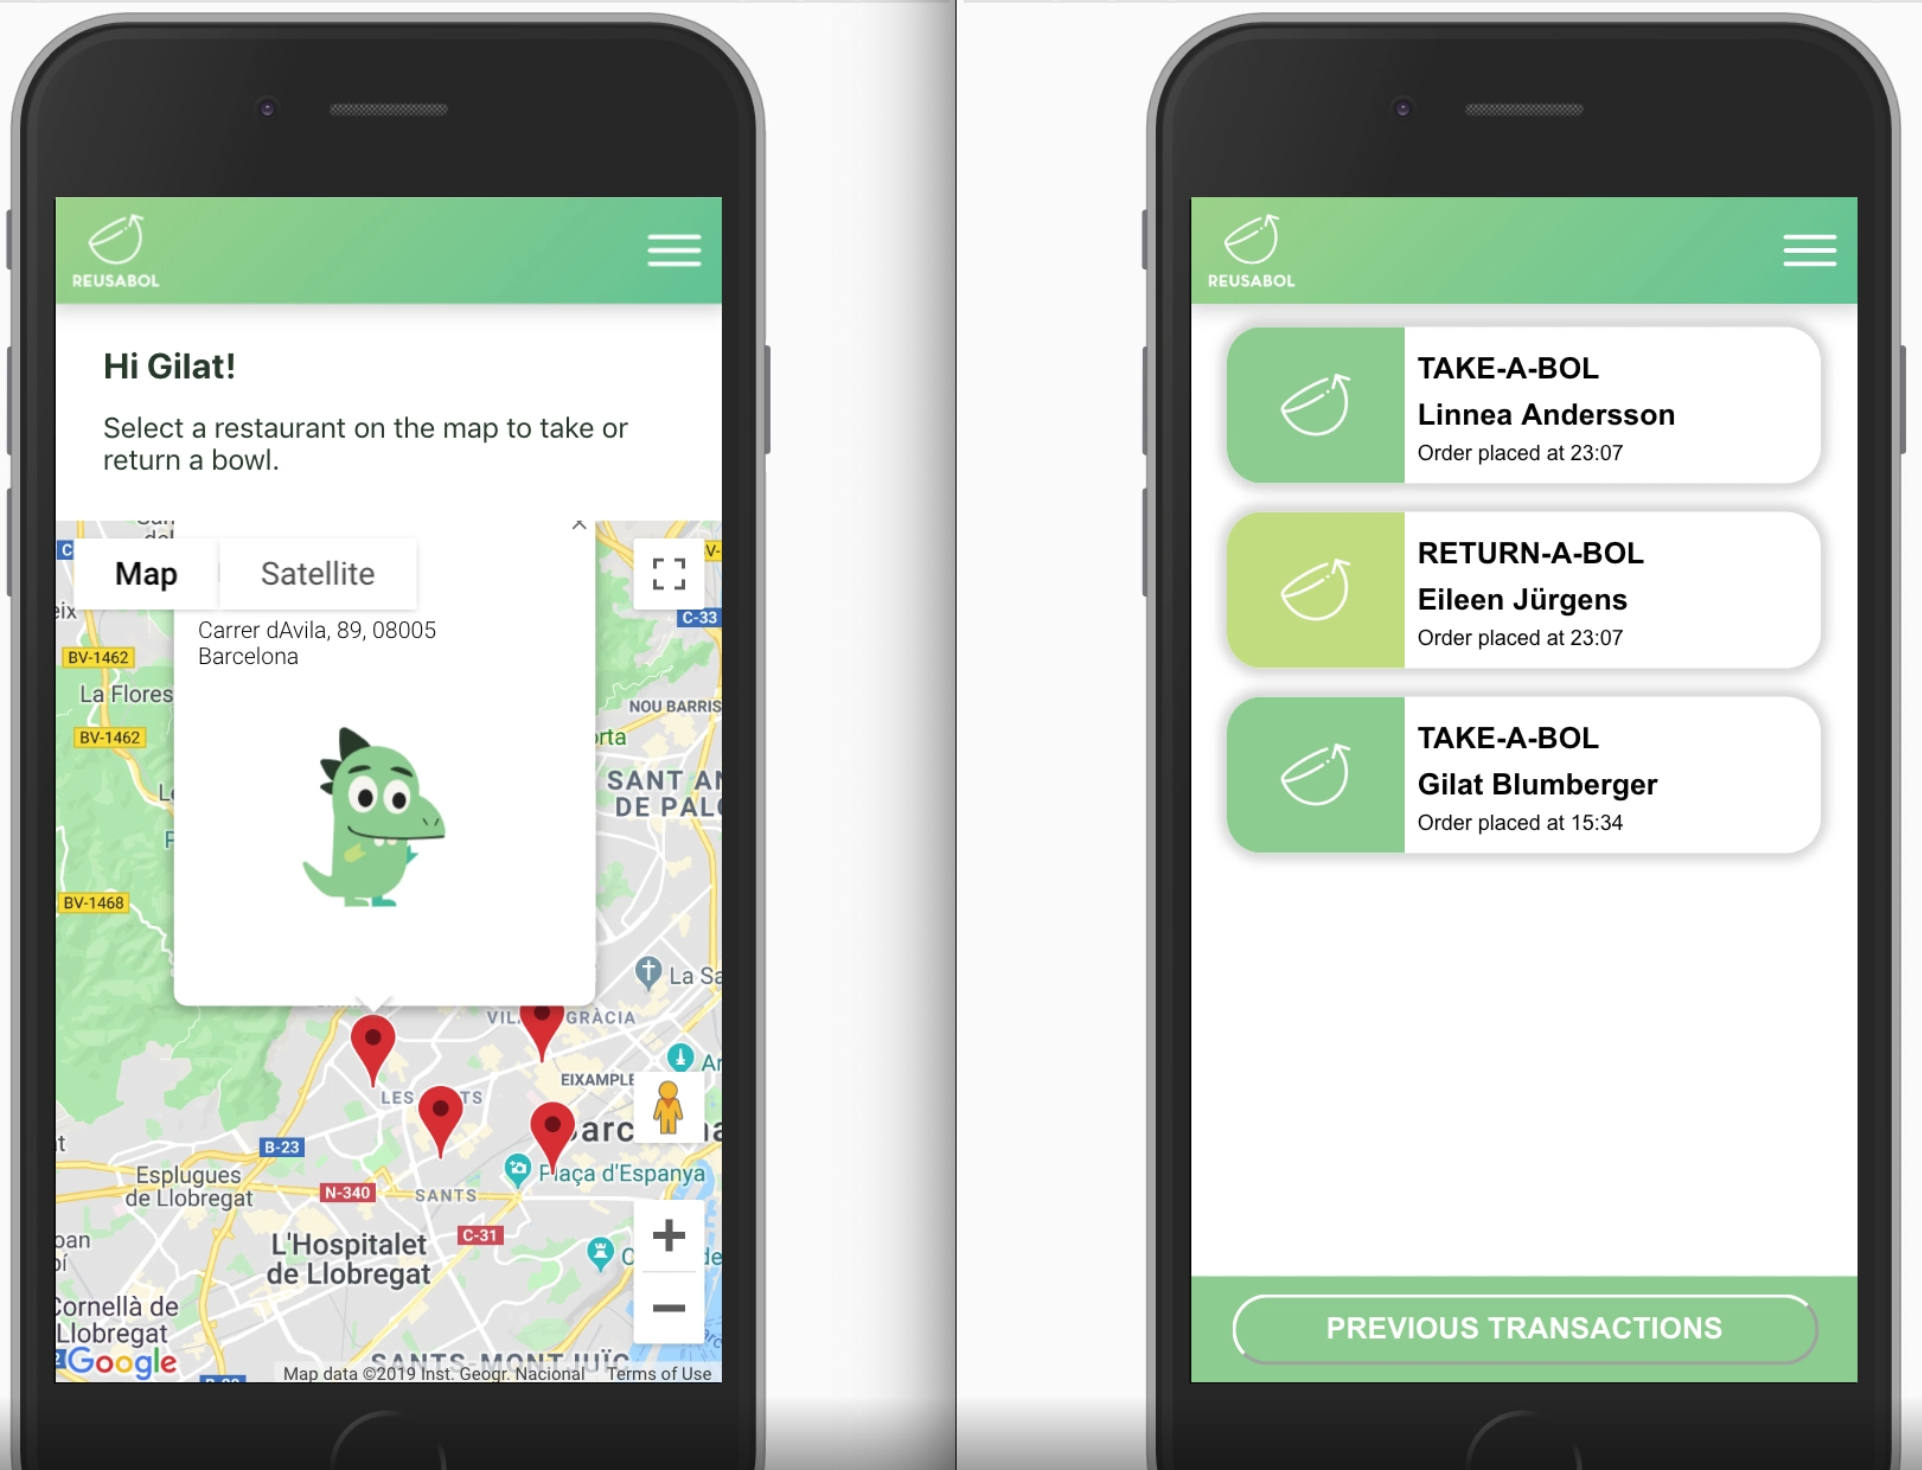 REUSABOL
Hi Gilat!
Select a restaurant on the map to take or
return a bowl.
Map
Satellite
Carrer dAvila, 89, 08005
Barcelona
C-33
BV-1462
La Flores
BV-1462
NOU BARRIS
BV-1468
SANT
DE
La
GRÀCIA
EIXAMPLE
LES
B-23
Plaça d'Espanya
Esplugues
de Llobregat
N-340
SANTS
C-31
L'Hospitalet
de Llobregat
Cornellà de
Llobregat
Google
SANTS-MONTJUÏC
Map data ©2019 Inst. Geogr. Nacional
Terms of Use
REUSABOL
TAKE-A-BOL
Linnea Andersson
Order placed at 23:07
RETURN-A-BOL
Eileen Jürgens
Order placed at 23:07
TAKE-A-BOL
Gilat Blumberger
Order placed at 15:34
PREVIOUS TRANSACTIONS